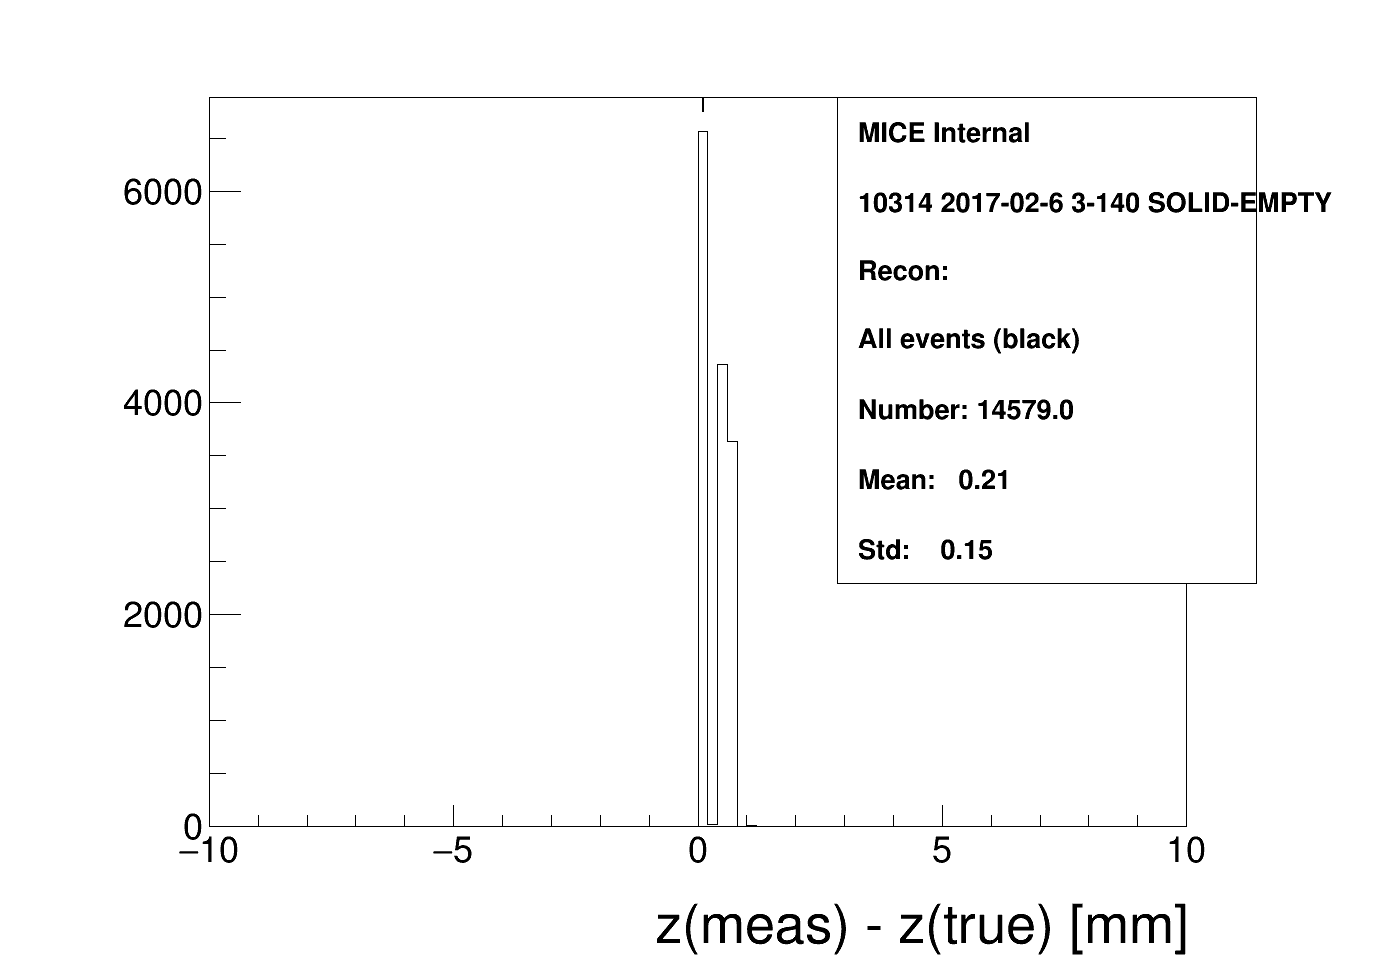 MICE Internal
10314 2017-02-6 3-140 SOLID-EMPTY
Recon:
All events (black)
Number: 14579.0
Mean: 0.21
Std: 0.15
6000
4000
2000
0
−10 −5 0 5 10
z(meas) - z(true) [mm]